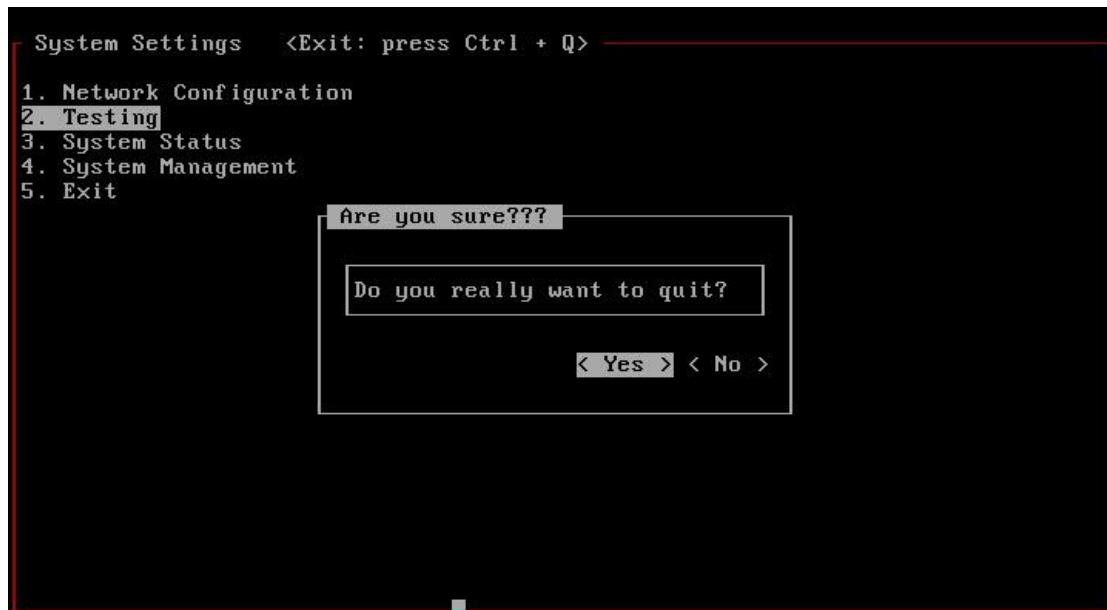 System Settings <Exit: press Ctrl + Q>
1. Network Configuration
2. Testing
3. System Status
4. System Management
5. Exit
Are you sure???
Do you really want to quit?
< Yes > < No >